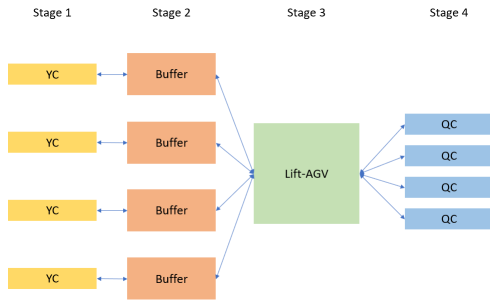 Stage 1 Stage 2 Stage 3 Stage 4
YC Buffer
YC Buffer
YC Buffer
YC Buffer
Lift-AGV
QC
QC
QC
QC